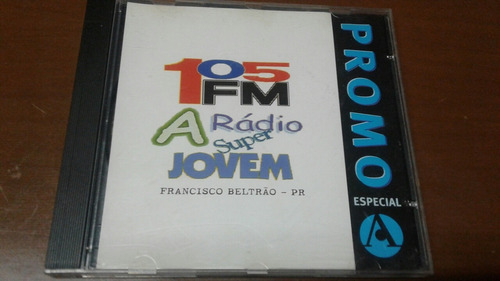 105
FM
A Rádio
Super
JOVEM
FRANCISCO BELTRÃO - PR
PROMO
ESPECIAL
A